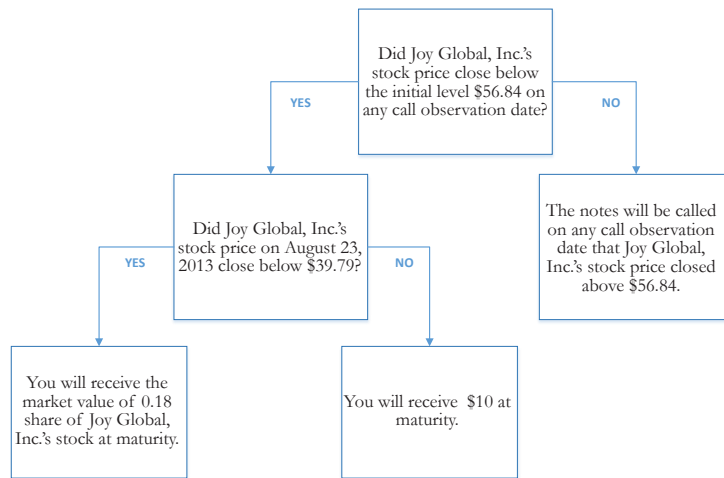 Did Joy Global, Inc.'s
stock price close below
the initial level $56.84 on
any call observation date?
YES
NO
Did Joy Global, Inc.'s
stock price on August 23,
2013 close below $39.79?
The notes will be called
on any call observation
date that Joy Global,
Inc.'s stock price closed
above $56.84.
YES
NO
You will receive the
market value of 0.18
share of Joy Global,
Inc.'s stock at maturity.
You will receive $10 at
maturity.